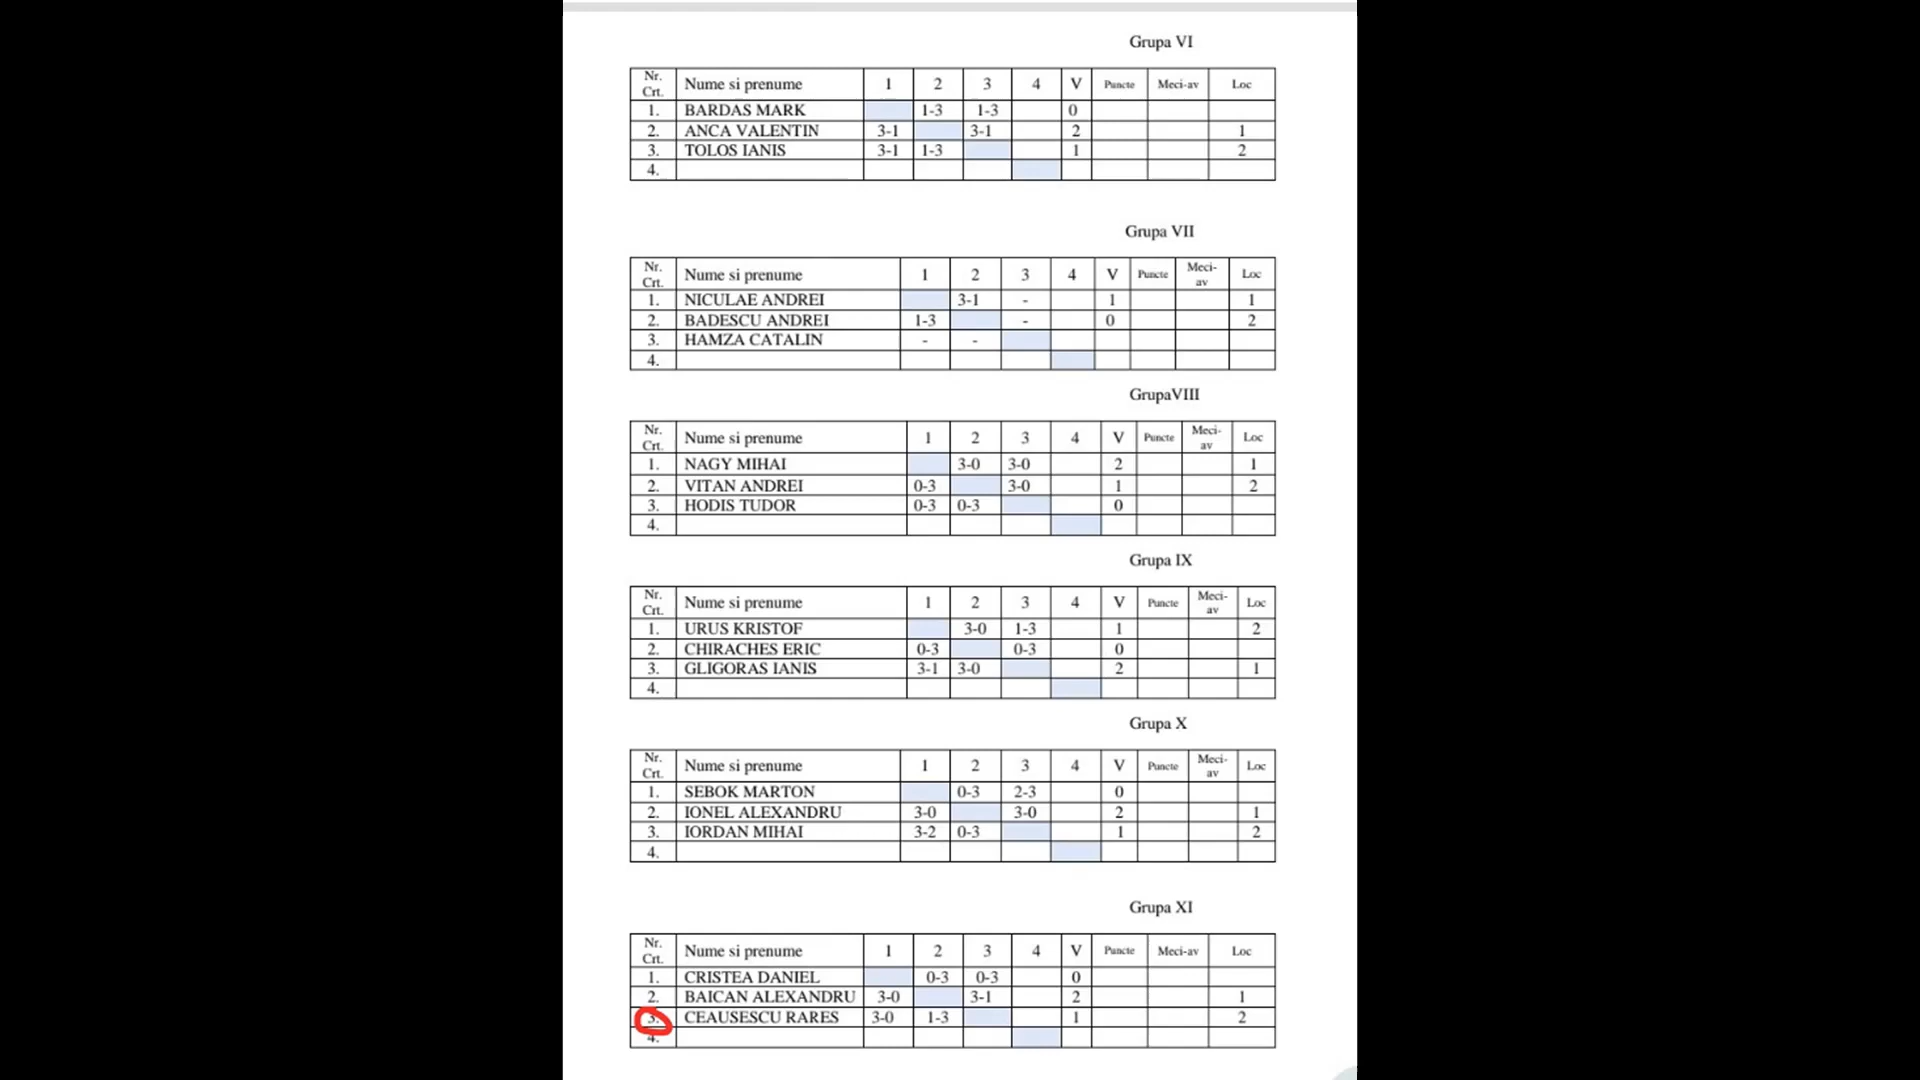 Grupa VI
Nr. Crt. Nume si prenume 1 2 3 4 V Puncte Meci-av Loc
1. BARDAS MARK 1-3 1-3 0
2. ANCA VALENTIN 3-1 3-1 2 1
3. TOLOS IANIS 3-1 1-3 1 2
4.
Grupa VII
Nr. Crt. Nume si prenume 1 2 3 4 V Puncte Meci-av Loc
1. NICULAE ANDREI 3-1 - 1 1
2. BADESCU ANDREI 1-3 - 0 2
3. HAMZA CATALIN - -
4.
GrupaVIII
Nr. Crt. Nume si prenume 1 2 3 4 V Puncte Meci-av Loc
1. NAGY MIHAI 3-0 3-0 2 1
2. VITAN ANDREI 0-3 3-0 1 2
3. HODIS TUDOR 0-3 0-3 0
4.
Grupa IX
Nr. Crt. Nume si prenume 1 2 3 4 V Puncte Meci-av Loc
1. URUS KRISTOF 3-0 1-3 1 2
2. CHIRACHES ERIC 0-3 0-3 0
3. GLIGORAS IANIS 3-1 3-0 2 1
4.
Grupa X
Nr. Crt. Nume si prenume 1 2 3 4 V Puncte Meci-av Loc
1. SEBOK MARTON 0-3 2-3 0
2. IONEL ALEXANDRU 3-0 3-0 2 1
3. IORDAN MIHAI 3-2 0-3 1 2
4.
Grupa XI
Nr. Crt. Nume si prenume 1 2 3 4 V Puncte Meci-av Loc
1. CRISTEA DANIEL 0-3 0-3 0
2. BAICAN ALEXANDRU 3-0 3-1 2 1
3. CEAUSESCU RARES 3-0 1-3 1 2
4.